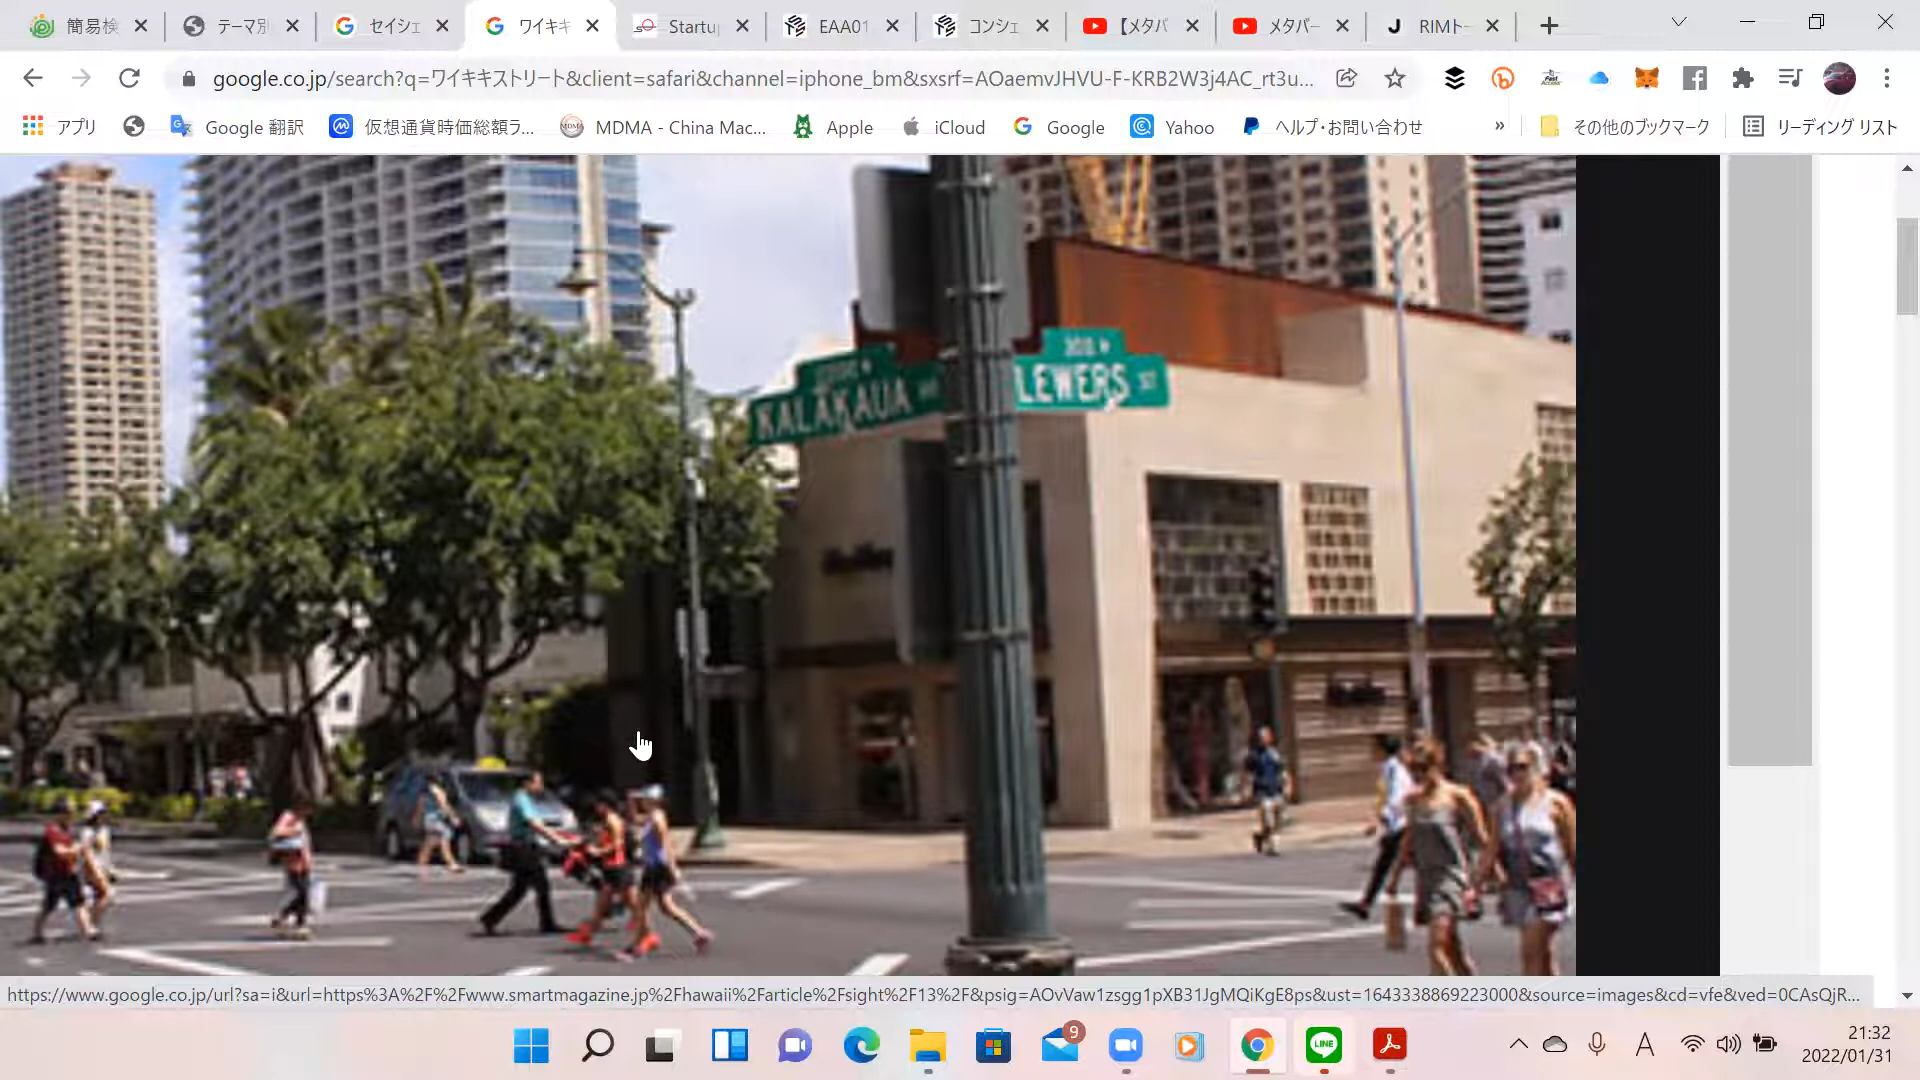 簡易検
テーマ別
セイシェ
ワイキキ
Startu
EAA01
コンシェ
【メタバ
メタバー
RIMトー
google.co.jp/search?q=ワイキキストリート&client=safari&channel=iphone_bm&sxsrf=AOaemvJHVU-F-KRB2W3j4AC_rt3u...
アプリ
Google 翻訳
仮想通貨時価総額ラ...
MDMA - China Mac...
Apple
iCloud
Google
Yahoo
ヘルプ・お問い合わせ
»
その他のブックマーク
リーディング リスト
KALAKAUA
LEWERS ST
https://www.google.co.jp/url?sa=i&url=https%3A%2F%2Fwww.smartmagazine.jp%2Fhawaii%2Farticle%2Fsight%2F13%2F&psig=AOvVaw1zsgg1pXB31JgMQiKgE8ps&ust=1643338869223000&source=images&cd=vfe&ved=0CAsQjR...
9
LINE
A
21:32
2022/01/31